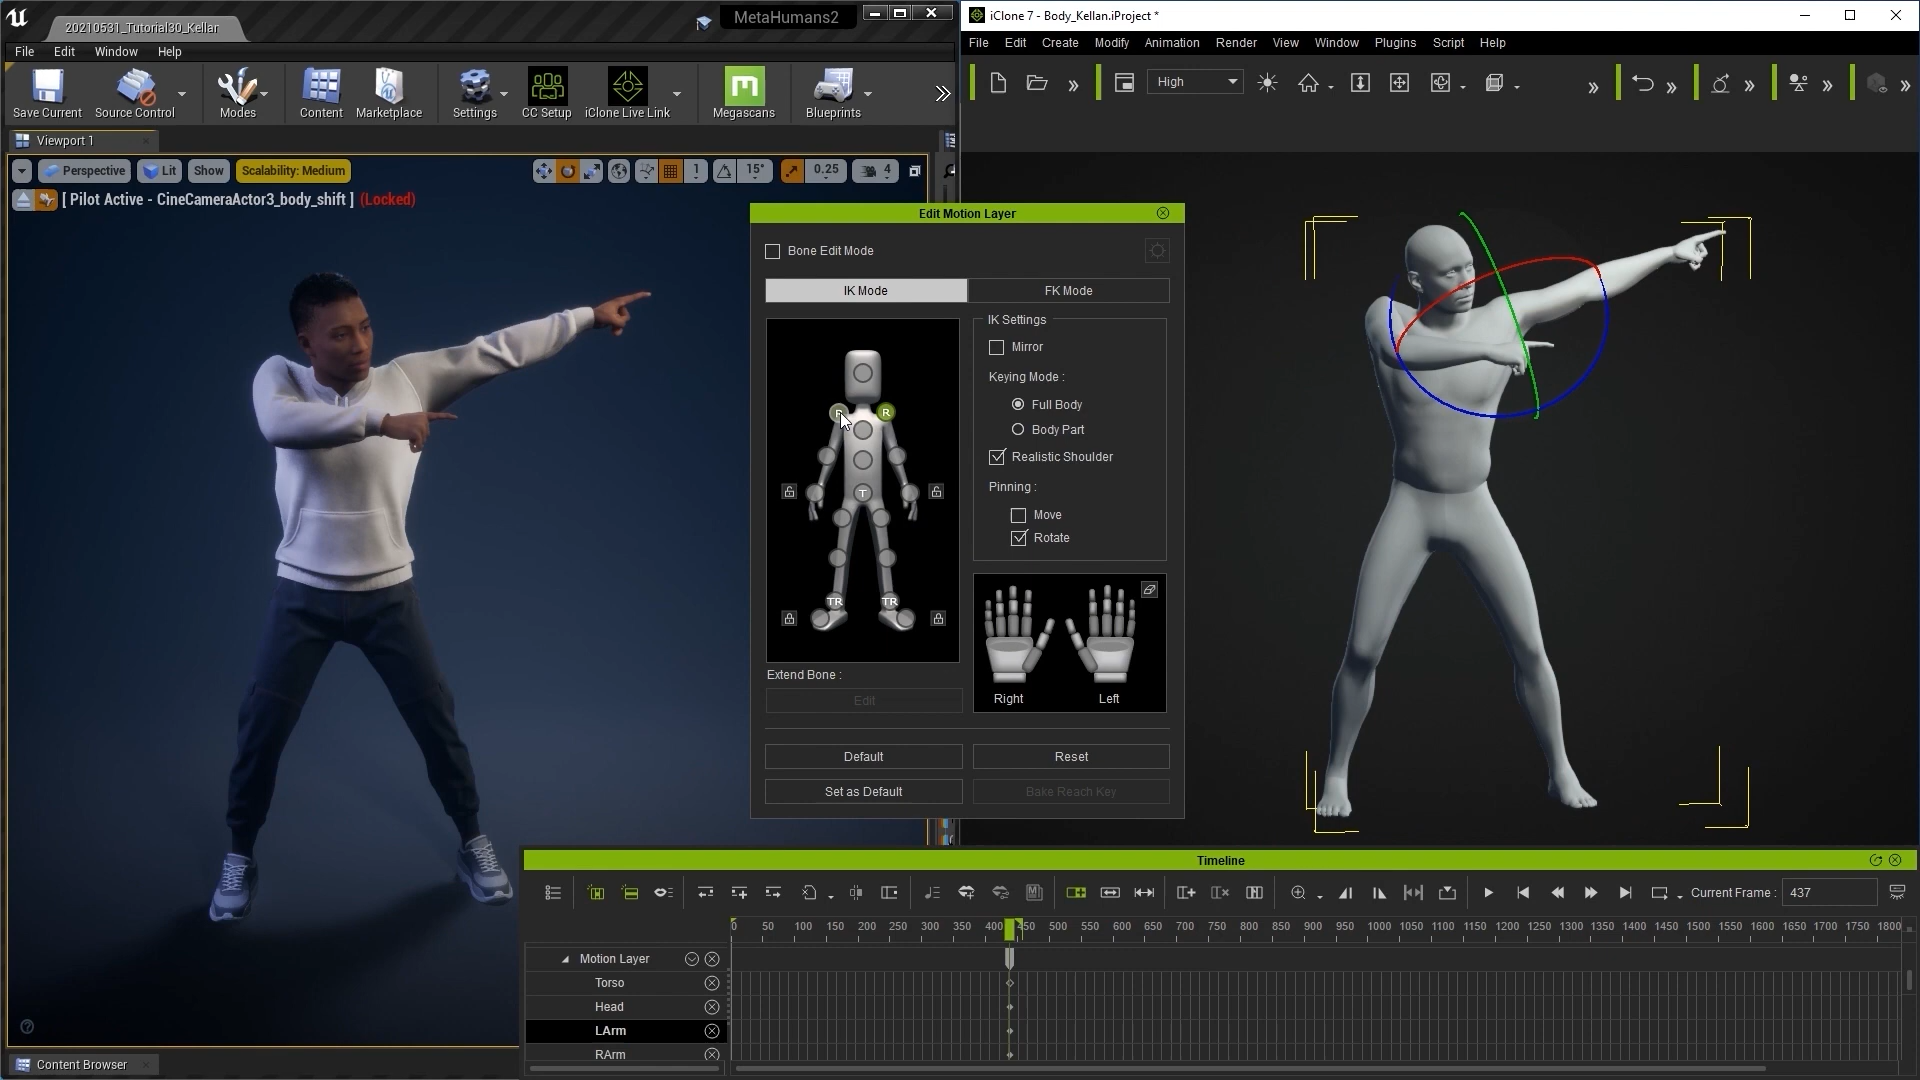 20210531_Tutorial30_Kellar
MetaHumans2
File Edit Window Help
Save Current Source Control Modes Content Marketplace Settings CC Setup iClone Live Link Megascans Blueprints
Viewport 1
Perspective Lit Show Scalability: Medium 1 15° 0.25 4
[ Pilot Active - CineCameraActor3_body_shift ] (Locked)
Content Browser
iClone 7 - Body_Kellan.iProject *
File Edit Create Modify Animation Render View Window Plugins Script Help
High
Edit Motion Layer
Bone Edit Mode
IK Mode FK Mode
R R
T
TR TR
IK Settings
Mirror
Keying Mode :
Full Body
Body Part
Realistic Shoulder
Pinning :
Move
Rotate
Right Left
Extend Bone :
Edit
Default Reset
Set as Default Bake Reach Key
Timeline
Current Frame : 437
0 50 100 150 200 250 300 350 400 450 500 550 600 650 700 750 800 850 900 950 1000 1050 1100 1150 1200 1250 1300 1350 1400 1450 1500 1550 1600 1650 1700 1750 1800
Motion Layer
Torso
Head
LArm
RArm